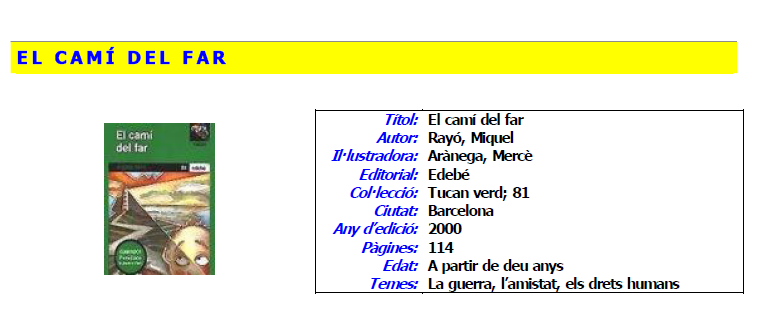 EL CAMÍ DEL FAR
El camí
del far
Títol: El camí del far
Autor: Rayó, Miquel
Il·lustradora: Arànega, Mercè
Editorial: Edebé
Col·lecció: Tucan verd; 81
Ciutat: Barcelona
Any d'edició: 2000
Pàgines: 114
Edat: A partir de deu anys
Temes: La guerra, l'amistat, els drets humans